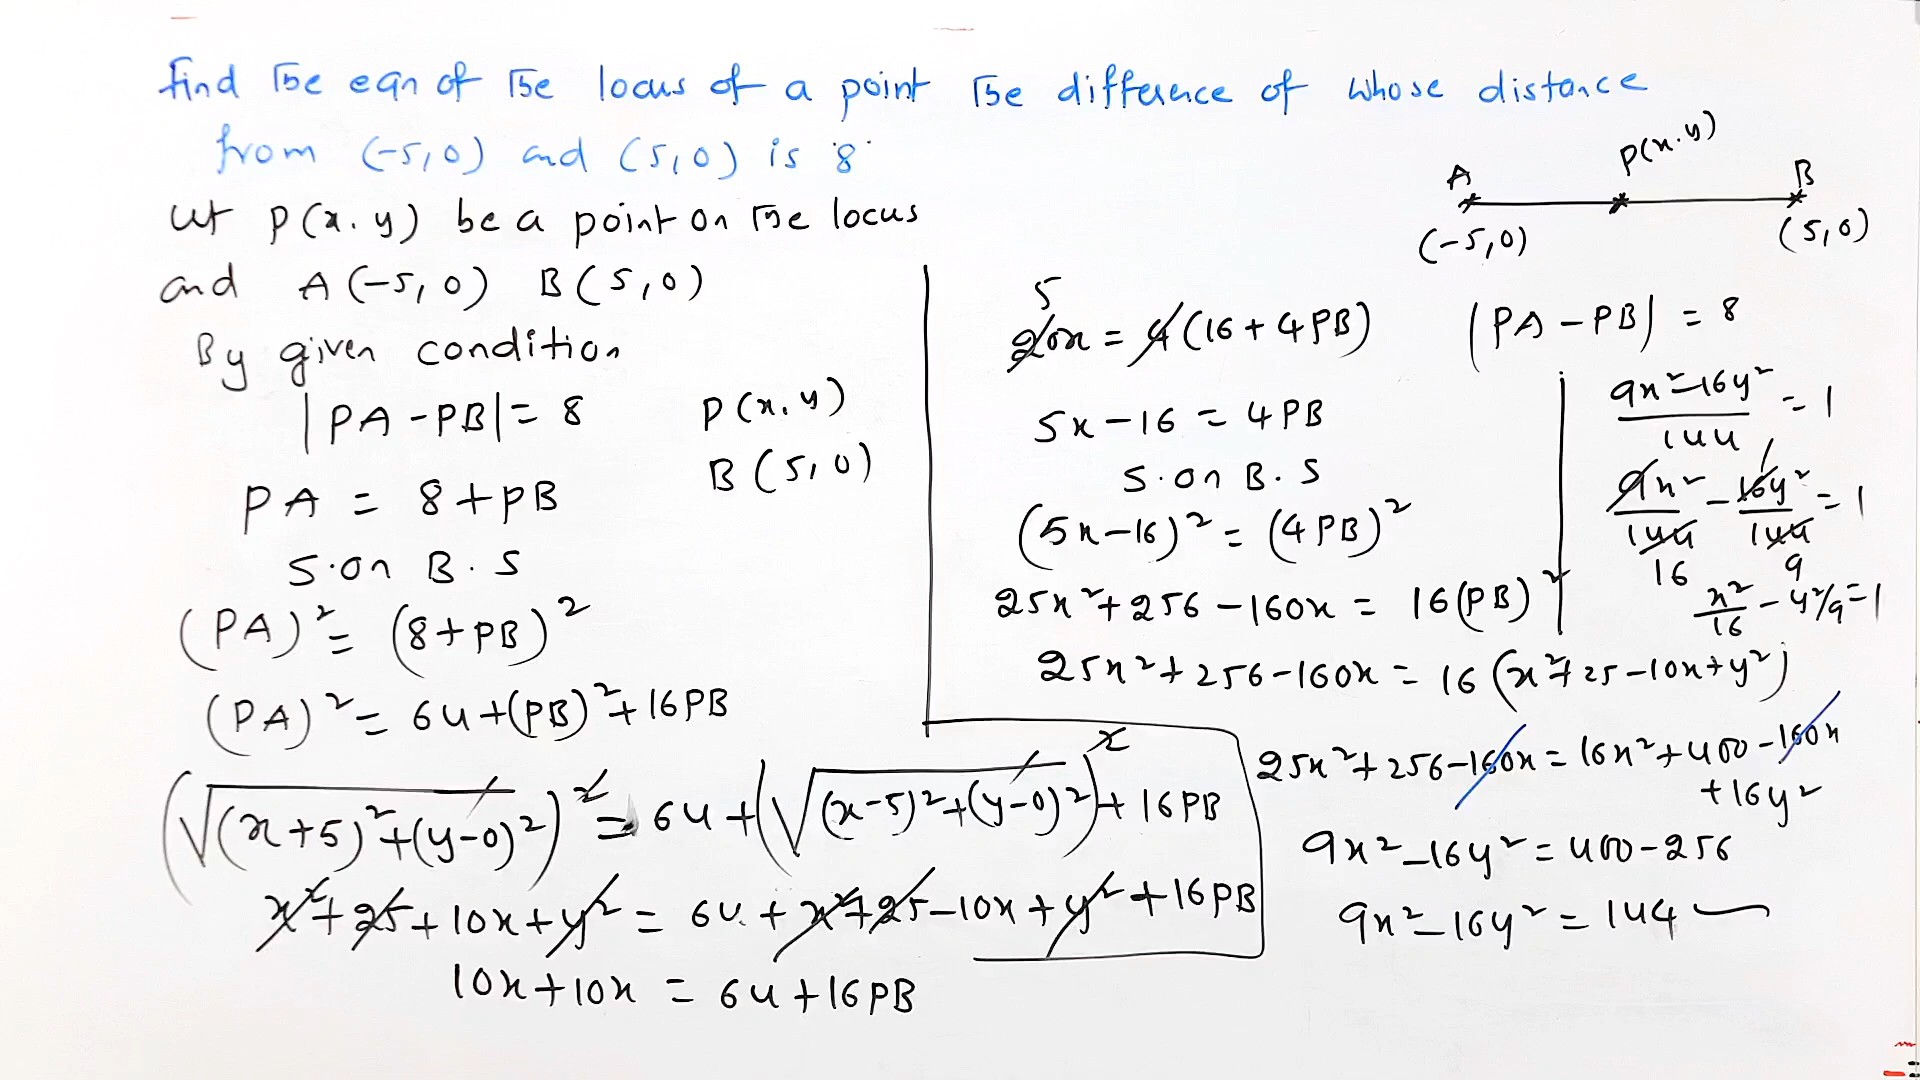 find the eqn of the locus of a point the difference of whose distance
from (-5,0) and (5,0) is '8'
Let P(x,y) be a point on the locus
and A(-5,0) B(5,0)
By given condition
|PA-PB|=8
P(x,y)
B(5,0)
PA = 8+PB
S.on B.S
(PA)²= (8+PB)²
(PA)²= 64+(PB)²+16PB
(√(x+5)²+(y-0)²)²=64+(√(x-5)²+(y-0)²)²+16PB
x²+25+10x+y² = 64+x²+25-10x+y²+16PB
10x+10x = 64+16PB
A P(x,y) B
(-5,0) (5,0)
|PA-PB| = 8
5
20x = 4(16+4PB)
5x-16 = 4PB
S.on B.S
(5x-16)² = (4PB)²
25x²+256-160x = 16(PB)²
25x²+256-160x = 16(x²+25-10x+y²)
25x²+256-160x=16x²+400-160x
+16y²
9x²-16y²=400-256
9x²-16y²=144
9x²-16y²/144 = 1
9x²/144 - 16y²/144 = 1
16 9
x²/16 - y²/9=1